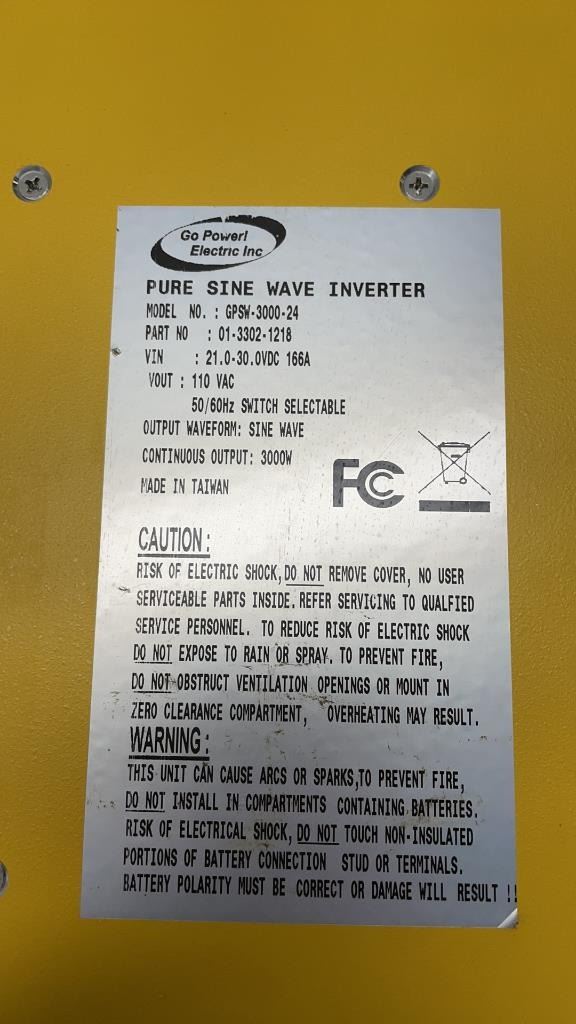 Go Power!
Electric Inc
PURE SINE WAVE INVERTER
MODEL NO. : GPSW-3000-24
PART NO : 01-3302-1218
VIN : 21.0-30.0VDC 166A
VOUT : 110 VAC
50/60Hz SWITCH SELECTABLE
OUTPUT WAVEFORM: SINE WAVE
CONTINUOUS OUTPUT: 3000W
MADE IN TAIWAN
FC
CAUTION:
RISK OF ELECTRIC SHOCK, DO NOT REMOVE COVER, NO USER
SERVICEABLE PARTS INSIDE. REFER SERVICING TO QUALFIED
SERVICE PERSONNEL. TO REDUCE RISK OF ELECTRIC SHOCK
DO NOT EXPOSE TO RAIN OR SPRAY. TO PREVENT FIRE,
DO NOT OBSTRUCT VENTILATION OPENINGS OR MOUNT IN
ZERO CLEARANCE COMPARTMENT, OVERHEATING MAY RESULT.
WARNING:
THIS UNIT CAN CAUSE ARCS OR SPARKS,TO PREVENT FIRE,
DO NOT INSTALL IN COMPARTMENTS CONTAINING BATTERIES.
RISK OF ELECTRICAL SHOCK, DO NOT TOUCH NON-INSULATED
PORTIONS OF BATTERY CONNECTION STUD OR TERMINALS.
BATTERY POLARITY MUST BE CORRECT OR DAMAGE WILL RESULT !!